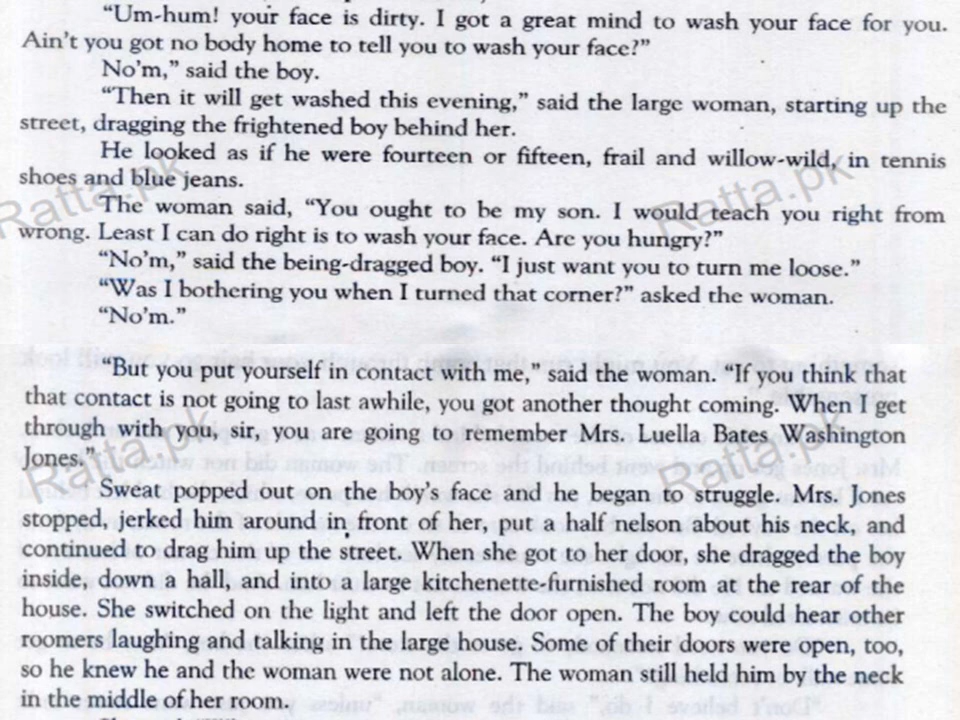 "Um-hum! your face is dirty. I got a great mind to wash your face for you.
Ain't you got no body home to tell you to wash your face?"
No'm," said the boy.
"Then it will get washed this evening," said the large woman, starting up the
street, dragging the frightened boy behind her.
He looked as if he were fourteen or fifteen, frail and willow-wild, in tennis
shoes and blue jeans.
The woman said, "You ought to be my son. I would teach you right from
wrong. Least I can do right is to wash your face. Are you hungry?"
"No'm," said the being-dragged boy. "I just want you to turn me loose."
"Was I bothering you when I turned that corner?" asked the woman.
"No'm."
"But you put yourself in contact with me," said the woman. "If you think that
that contact is not going to last awhile, you got another thought coming. When I get
through with you, sir, you are going to remember Mrs. Luella Bates Washington
Jones."
Sweat popped out on the boy's face and he began to struggle. Mrs. Jones
stopped, jerked him around in front of her, put a half nelson about his neck, and
continued to drag him up the street. When she got to her door, she dragged the boy
inside, down a hall, and into a large kitchenette-furnished room at the rear of the
house. She switched on the light and left the door open. The boy could hear other
roomers laughing and talking in the large house. Some of their doors were open, too,
so he knew he and the woman were not alone. The woman still held him by the neck
in the middle of her room.
Ratta.pk
Ratta.pk
Ratta.pk
Ratta.pk